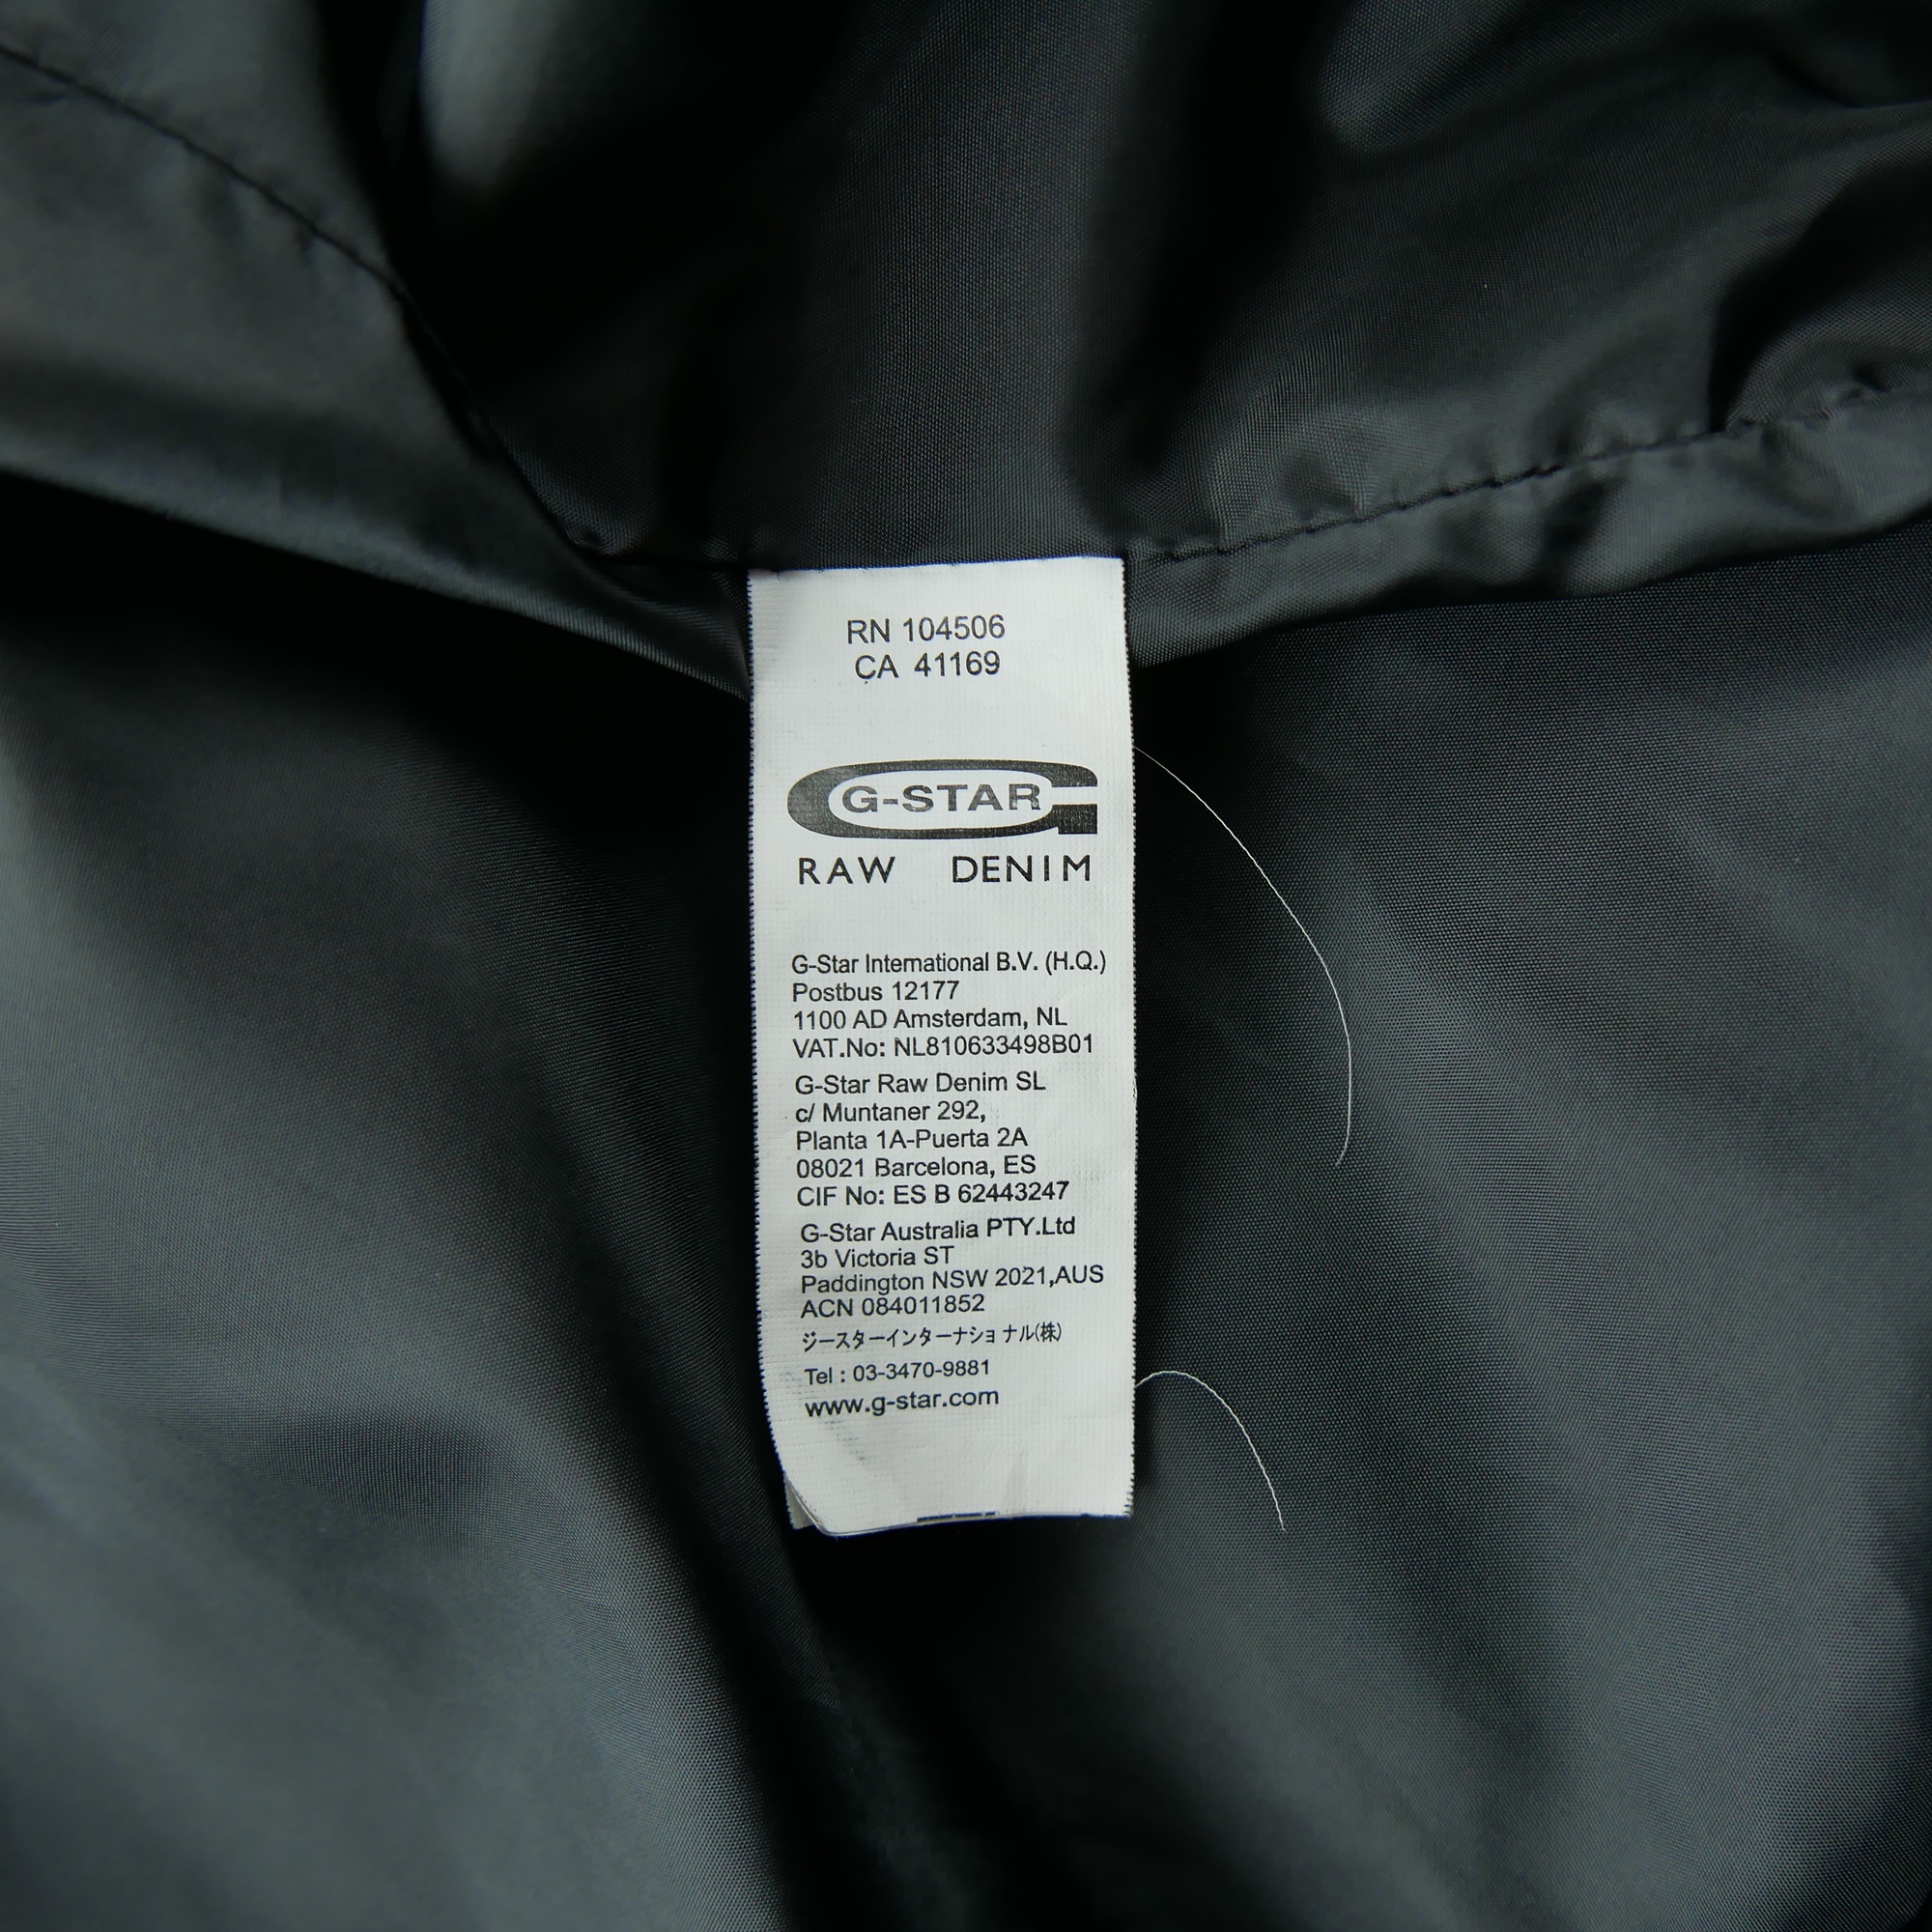 RN 104506
CA 41169
G-STAR
RAW DENIM
G-Star International B.V. (H.Q.)
Postbus 12177
1100 AD Amsterdam, NL
VAT.No: NL810633498B01
G-Star Raw Denim SL
c/ Muntaner 292,
Planta 1A-Puerta 2A
08021 Barcelona, ES
CIF No: ES B 62443247
G-Star Australia PTY.Ltd
3b Victoria ST
Paddington NSW 2021,AUS
ACN 084011852
ジースターインターナショナル(株)
Tel : 03-3470-9881
www.g-star.com